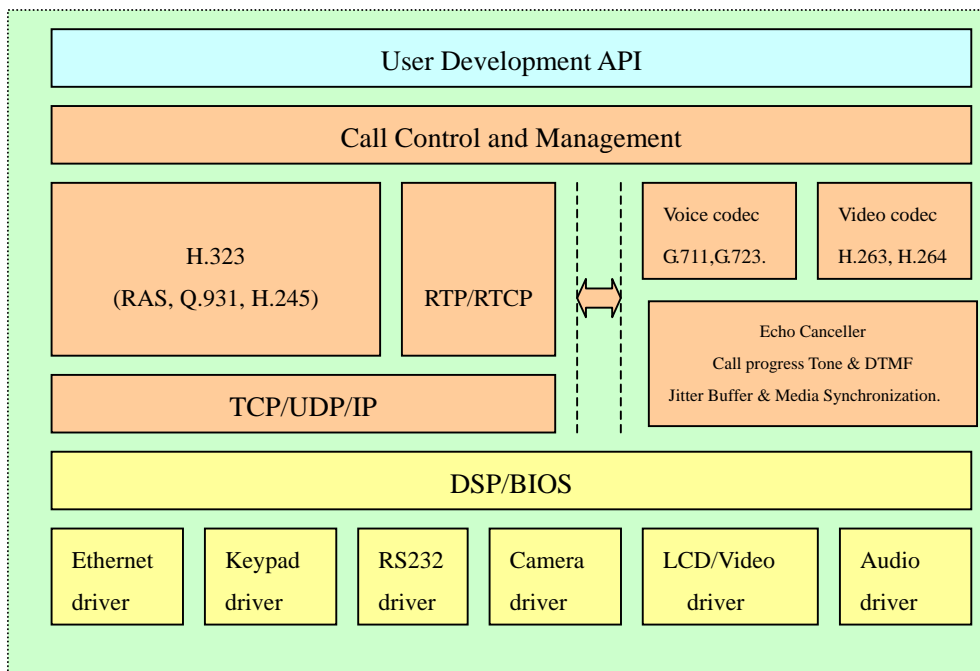 User Development API
Call Control and Management
H.323
(RAS, Q.931, H.245)
RTP/RTCP
Voice codec
G.711,G.723.
Video codec
H.263, H.264
Echo Canceller
Call progress Tone & DTMF
Jitter Buffer & Media Synchronization.
TCP/UDP/IP
DSP/BIOS
Ethernet
driver
Keypad
driver
RS232
driver
Camera
driver
LCD/Video
driver
Audio
driver